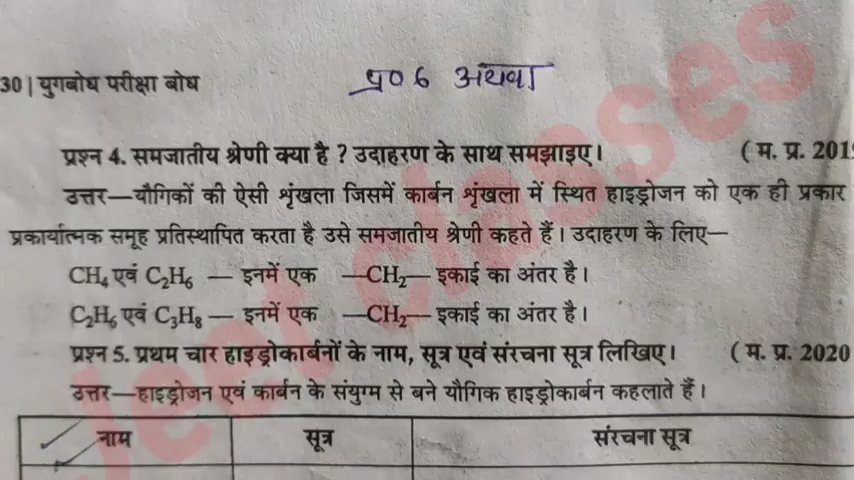 30 | युगबोध परीक्षा बोध
प्र० 6 अथवा
प्रश्न 4. समजातीय श्रेणी क्या है ? उदाहरण के साथ समझाइए। ( म. प्र. 2019
उत्तर—यौगिकों की ऐसी शृंखला जिसमें कार्बन शृंखला में स्थित हाइड्रोजन को एक ही प्रकार
प्रकार्यात्मक समूह प्रतिस्थापित करता है उसे समजातीय श्रेणी कहते हैं। उदाहरण के लिए—
CH₄ एवं C₂H₆ — इनमें एक —CH₂— इकाई का अंतर है।
C₂H₆ एवं C₃H₈ — इनमें एक —CH₂— इकाई का अंतर है।
प्रश्न 5. प्रथम चार हाइड्रोकार्बनों के नाम, सूत्र एवं संरचना सूत्र लिखिए। ( म. प्र. 2020
उत्तर—हाइड्रोजन एवं कार्बन के संयुग्म से बने यौगिक हाइड्रोकार्बन कहलाते हैं।
नाम सूत्र संरचना सूत्र
Jeet classes